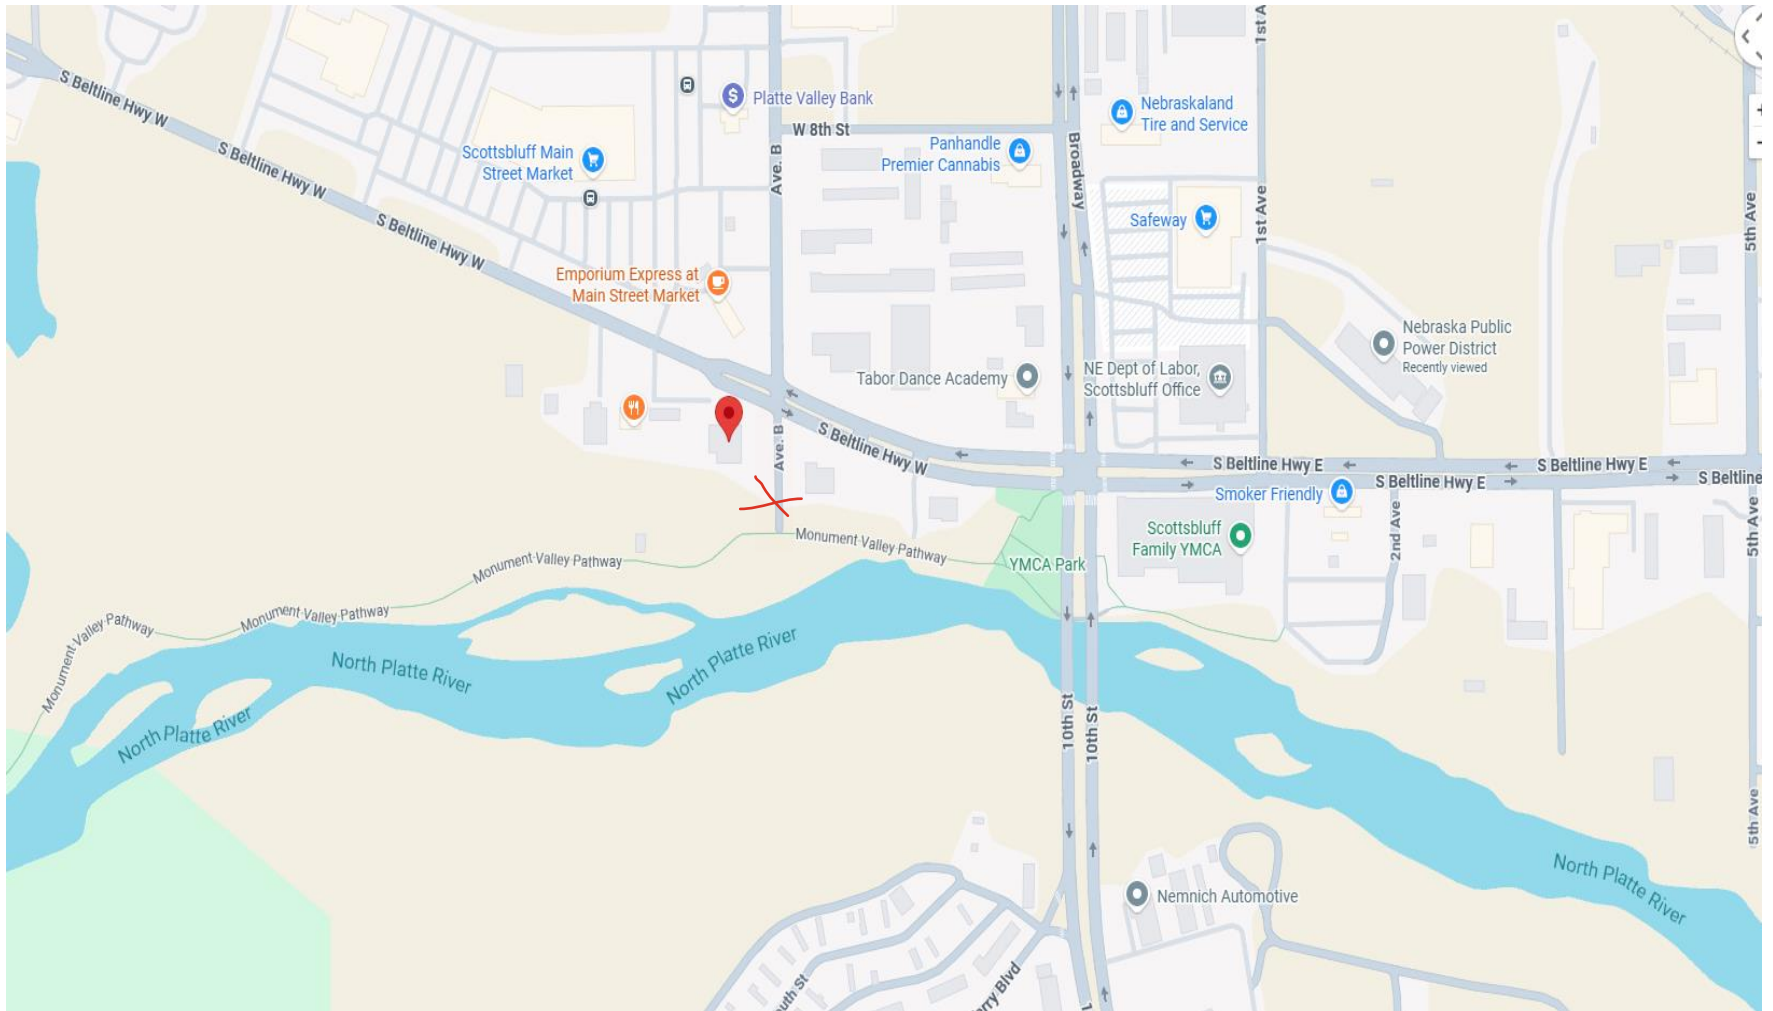 S Beltline Hwy W
S Beltline Hwy W
S Beltline Hwy W
Platte Valley Bank
W 8th St
Ave. B
Scottsbluff Main
Street Market
Panhandle
Premier Cannabis
Broadway
Nebraskaland
Tire and Service
1st A
1st Ave
5th Ave
Safeway
Emporium Express at
Main Street Market
Tabor Dance Academy
NE Dept of Labor,
Scottsbluff Office
Nebraska Public
Power District
Recently viewed
Ave. B
S Beltline Hwy W
S Beltline Hwy E
S Beltline Hwy E
S Beltline Hwy E
S Beltline
Smoker Friendly
Scottsbluff
Family YMCA
2nd Ave
5th Ave
YMCA Park
Monument Valley Pathway
Monument Valley Pathway
Monument Valley Pathway
Monument Valley Pathway
North Platte River
North Platte River
North Platte River
10th St
10th St
5th Ave
North Platte River
Nemnich Automotive
uth St
rry Blvd